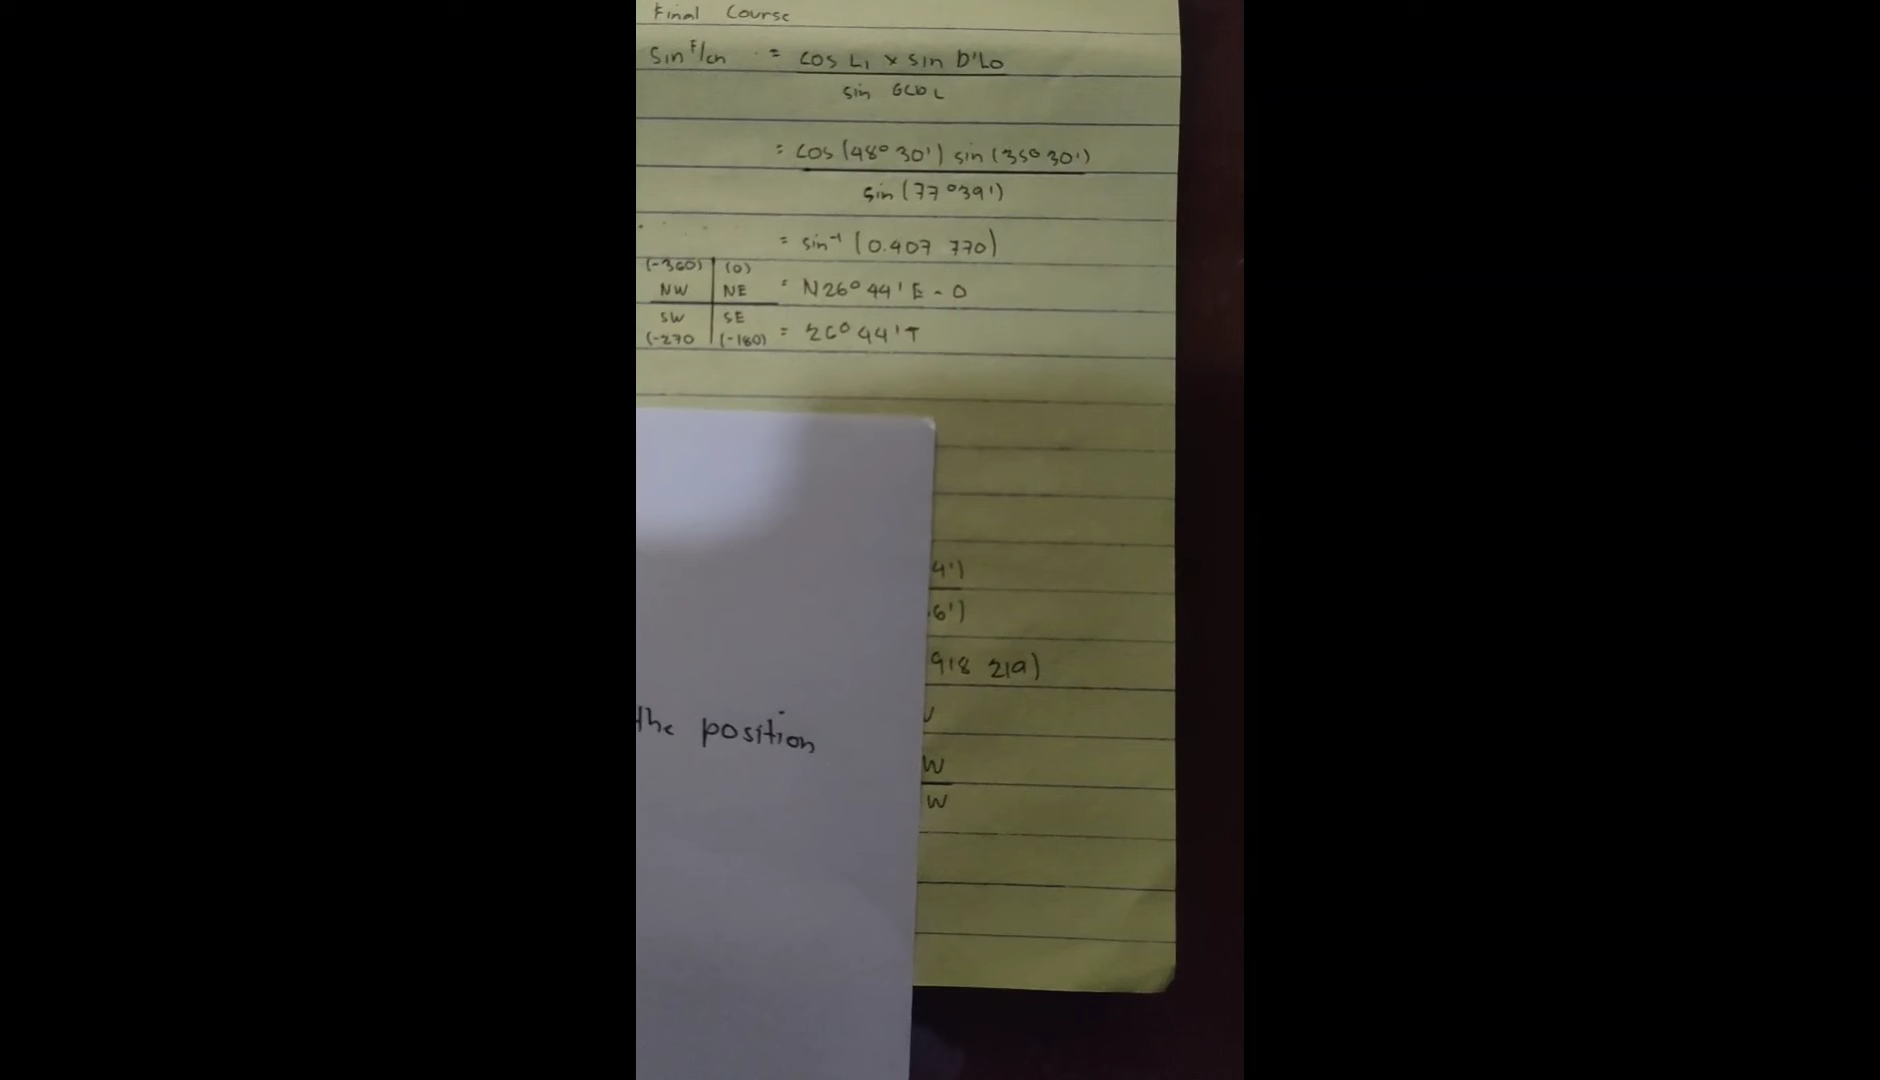 Final Course
sin F/cn = cos L1 x sin D'Lo
sin GCD L
= cos (48° 30') sin (35° 30')
sin (77° 39')
= sin⁻¹ (0.407 770)
(-360) (0)
NW NE = N26° 44' E - 0
SW SE
(-270 (-180) = 26° 44' T
4')
6')
918 219)
W
W
the position